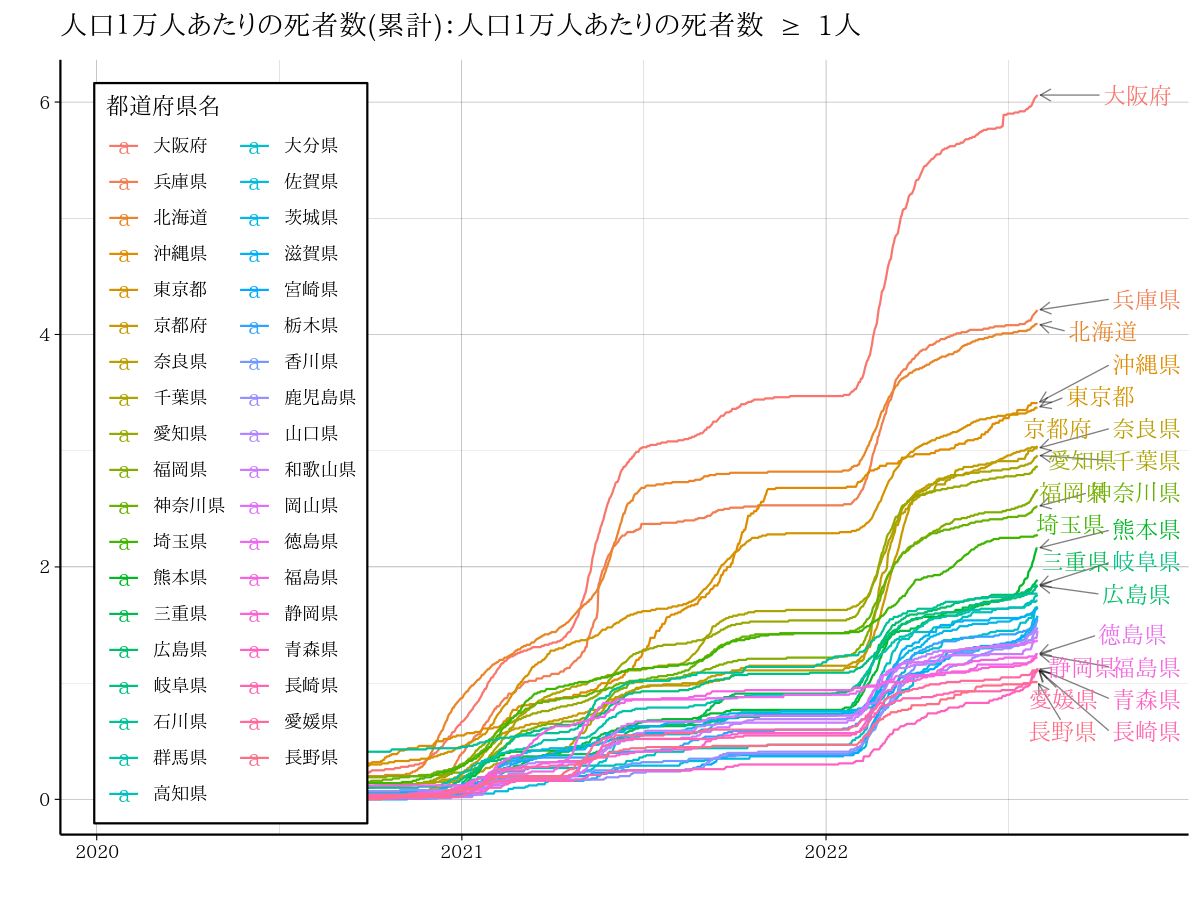 人口1万人あたりの死者数(累計)：人口1万人あたりの死者数 ≥ 1人
6
4
2
0
2020
2021
2022
都道府県名
a 大阪府
a 兵庫県
a 北海道
a 沖縄県
a 東京都
a 京都府
a 奈良県
a 千葉県
a 愛知県
a 福岡県
a 神奈川県
a 埼玉県
a 熊本県
a 三重県
a 広島県
a 岐阜県
a 石川県
a 群馬県
a 高知県
a 大分県
a 佐賀県
a 茨城県
a 滋賀県
a 宮崎県
a 栃木県
a 香川県
a 鹿児島県
a 山口県
a 和歌山県
a 岡山県
a 徳島県
a 福島県
a 静岡県
a 青森県
a 長崎県
a 愛媛県
a 長野県
大阪府
兵庫県
北海道
沖縄県
東京都
京都府 奈良県
愛知県 千葉県
福岡県 神奈川県
埼玉県 熊本県
三重県 岐阜県
広島県
徳島県
静岡県 福島県
愛媛県 青森県
長野県 長崎県